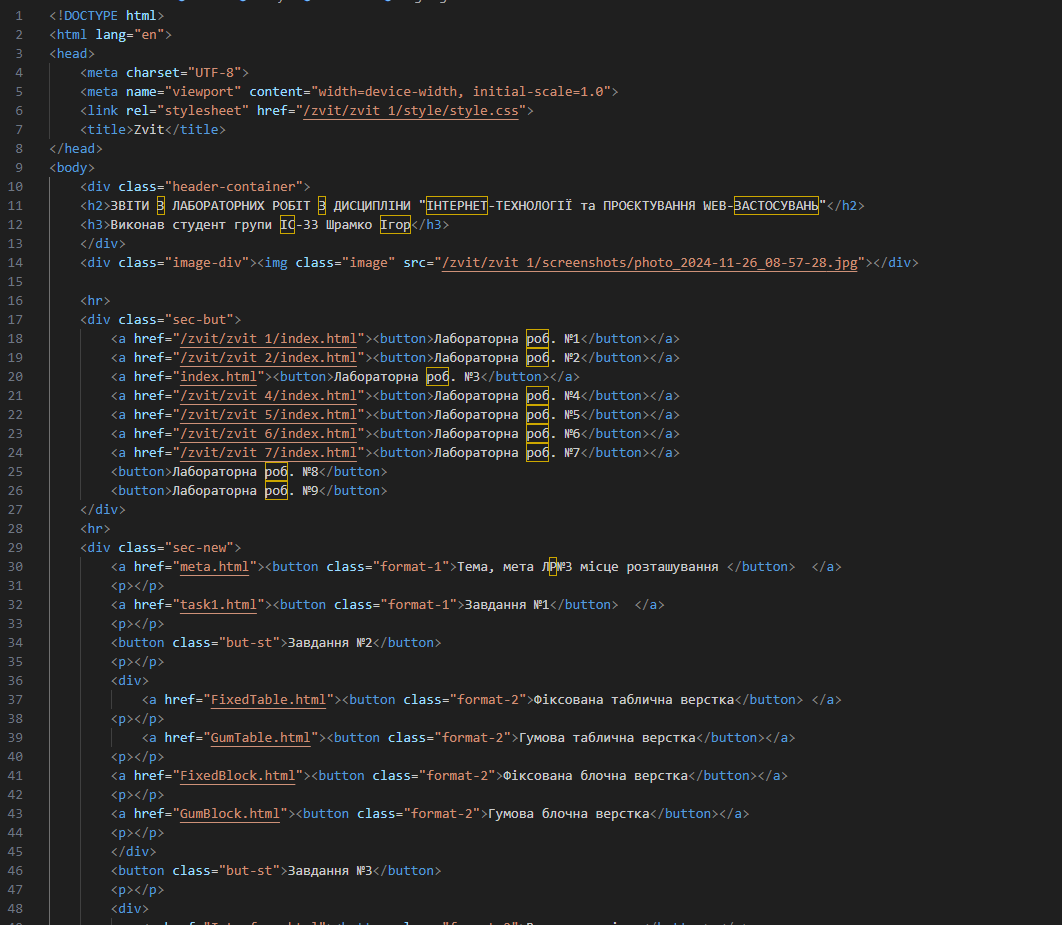 1 <!DOCTYPE html>
2 <html lang="en">
3 <head>
4 <meta charset="UTF-8">
5 <meta name="viewport" content="width=device-width, initial-scale=1.0">
6 <link rel="stylesheet" href="/zvit/zvit 1/style/style.css">
7 <title>Zvit</title>
8 </head>
9 <body>
10 <div class="header-container">
11 <h2>ЗВІТИ З ЛАБОРАТОРНИХ РОБІТ З ДИСЦИПЛІНИ "ІНТЕРНЕТ-ТЕХНОЛОГІЇ та ПРОЄКТУВАННЯ WEB-ЗАСТОСУВАНЬ"</h2>
12 <h3>Виконав студент групи ІС-33 Шрамко Ігор</h3>
13 </div>
14 <div class="image-div"><img class="image" src="/zvit/zvit 1/screenshots/photo_2024-11-26_08-57-28.jpg"></div>
15
16 <hr>
17 <div class="sec-but">
18 <a href="/zvit/zvit 1/index.html"><button>Лабораторна роб. №1</button></a>
19 <a href="/zvit/zvit 2/index.html"><button>Лабораторна роб. №2</button></a>
20 <a href="index.html"><button>Лабораторна роб. №3</button></a>
21 <a href="/zvit/zvit 4/index.html"><button>Лабораторна роб. №4</button></a>
22 <a href="/zvit/zvit 5/index.html"><button>Лабораторна роб. №5</button></a>
23 <a href="/zvit/zvit 6/index.html"><button>Лабораторна роб. №6</button></a>
24 <a href="/zvit/zvit 7/index.html"><button>Лабораторна роб. №7</button></a>
25 <button>Лабораторна роб. №8</button>
26 <button>Лабораторна роб. №9</button>
27 </div>
28 <hr>
29 <div class="sec-new">
30 <a href="meta.html"><button class="format-1">Тема, мета ЛР№3 місце розташування </button>  </a>
31 <p></p>
32 <a href="task1.html"><button class="format-1">Завдання №1</button>  </a>
33 <p></p>
34 <button class="but-st">Завдання №2</button>
35 <p></p>
36 <div>
37 <a href="FixedTable.html"><button class="format-2">Фіксована таблична верстка</button> </a>
38 <p></p>
39 <a href="GumTable.html"><button class="format-2">Гумова таблична верстка</button></a>
40 <p></p>
41 <a href="FixedBlock.html"><button class="format-2">Фіксована блочна верстка</button></a>
42 <p></p>
43 <a href="GumBlock.html"><button class="format-2">Гумова блочна верстка</button></a>
44 <p></p>
45 </div>
46 <button class="but-st">Завдання №3</button>
47 <p></p>
48 <div>